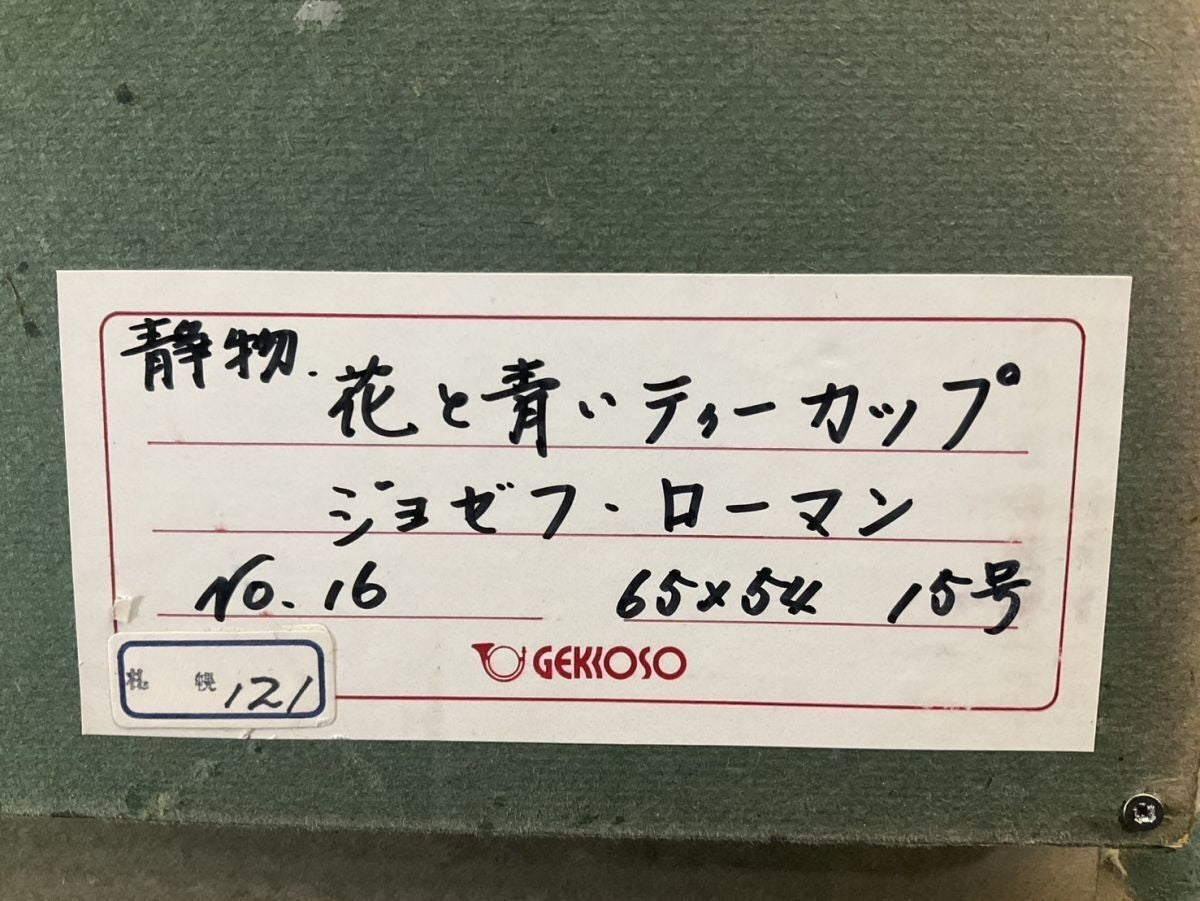 静物.
花と青いティーカップ
ジョゼフ・ローマン
No. 16 65×54 15号
GEKKOSO
札幌 121